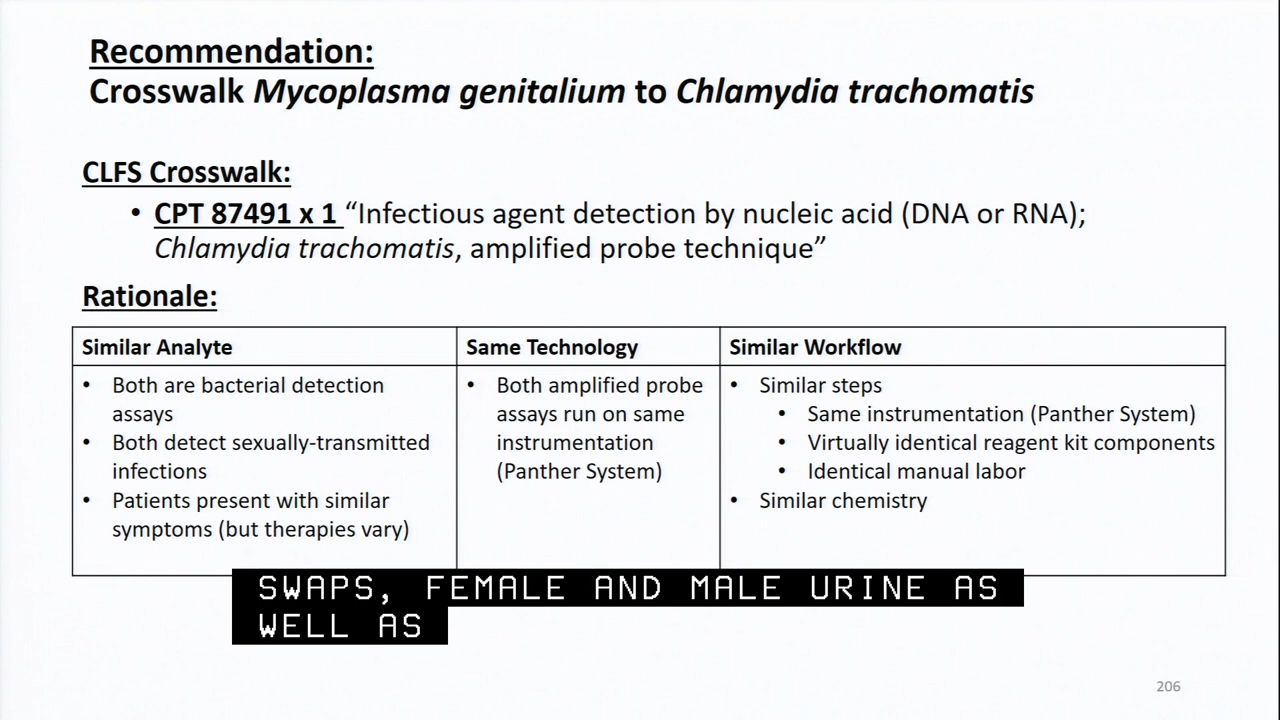 Recommendation:
Crosswalk Mycoplasma genitalium to Chlamydia trachomatis
CLFS Crosswalk:
• CPT 87491 x 1 “Infectious agent detection by nucleic acid (DNA or RNA);
Chlamydia trachomatis, amplified probe technique”
Rationale:
Similar Analyte
• Both are bacterial detection
assays
• Both detect sexually-transmitted
infections
• Patients present with similar
symptoms (but therapies vary)
Same Technology
• Both amplified probe
assays run on same
instrumentation
(Panther System)
Similar Workflow
• Similar steps
• Same instrumentation (Panther System)
• Virtually identical reagent kit components
• Identical manual labor
• Similar chemistry
SWAPS, FEMALE AND MALE URINE AS
WELL AS
206